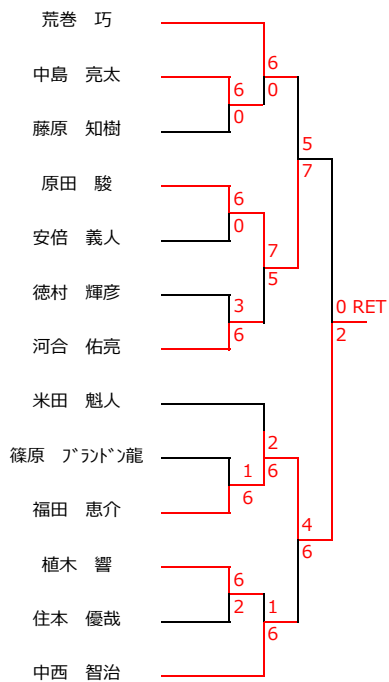 荒巻　巧
6
中島　亮太
6
0
0
藤原　知樹
5
7
原田　駿
6
安倍　義人
0
7
5
徳村　輝彦
3
0 RET
河合　佑亮
6
2
米田　魁人
2
篠原　ﾌﾞﾗﾝﾄﾞﾝ龍
1
6
6
福田　恵介
4
6
植木　響
6
住本　優哉
2
1
6
中西　智治